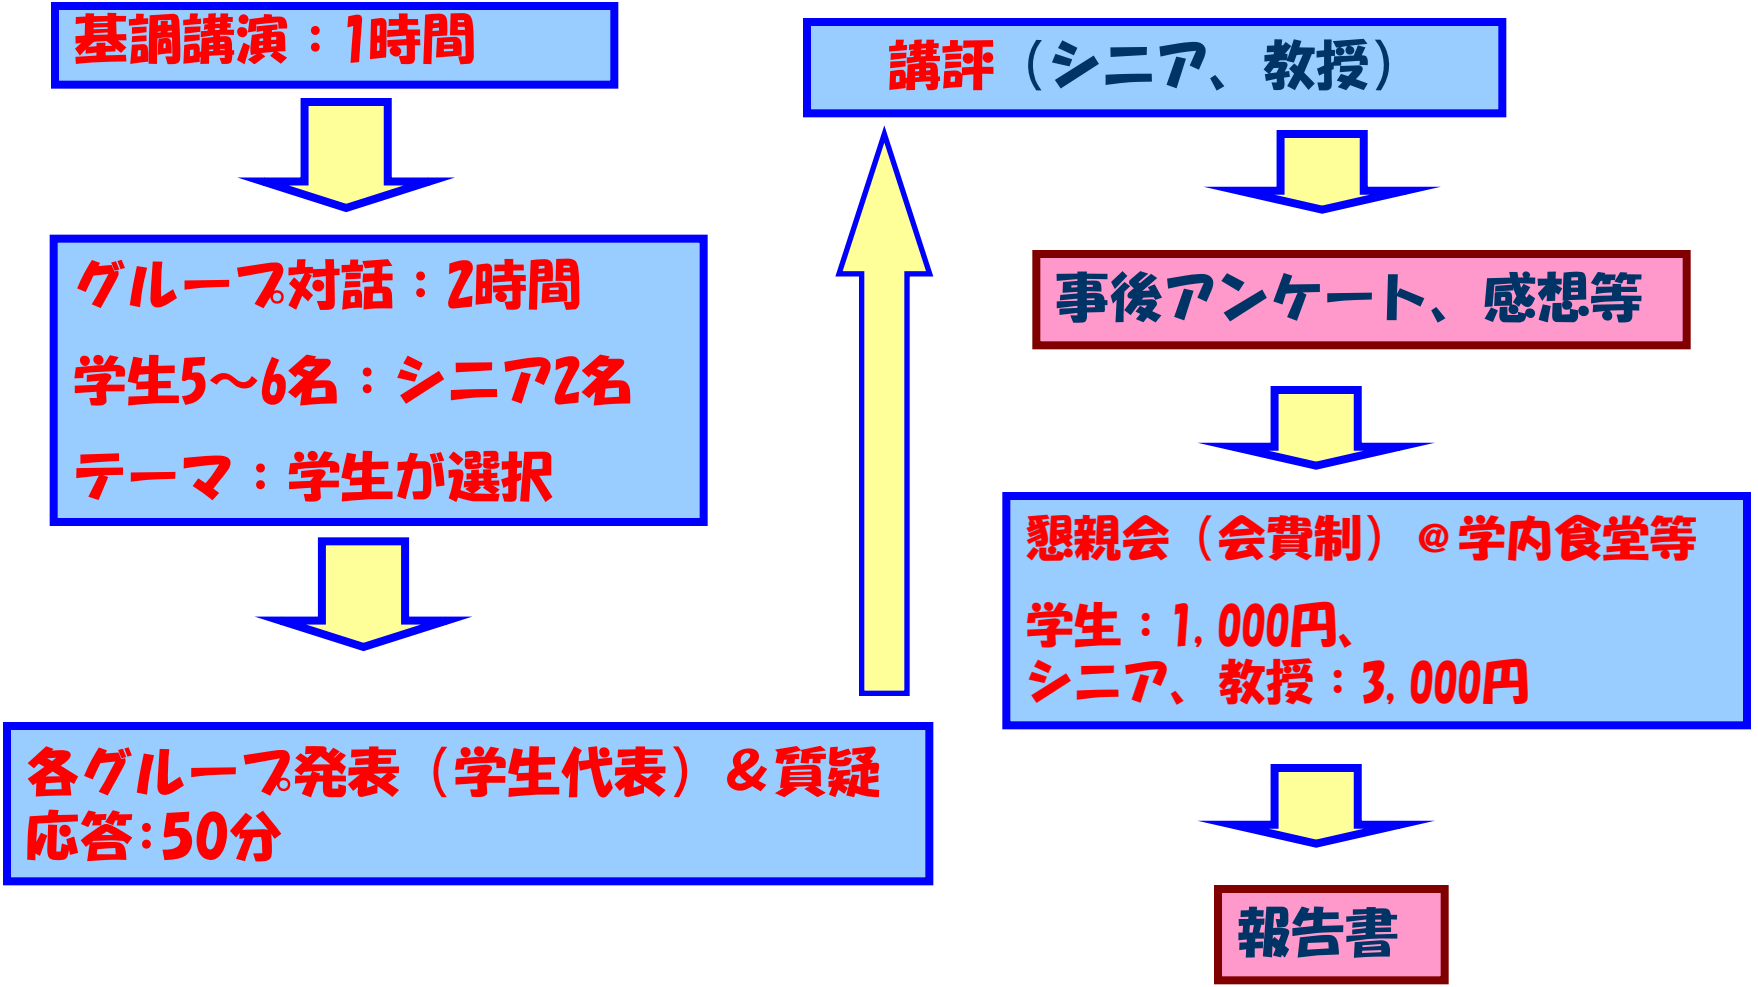 基調講演：1時間
グループ対話：2時間
学生5～6名：シニア2名
テーマ：学生が選択
各グループ発表（学生代表）＆質疑
応答：50分
講評（シニア、教授）
事後アンケート、感想等
懇親会（会費制）＠学内食堂等
学生：1，000円、
シニア、教授：3，000円
報告書